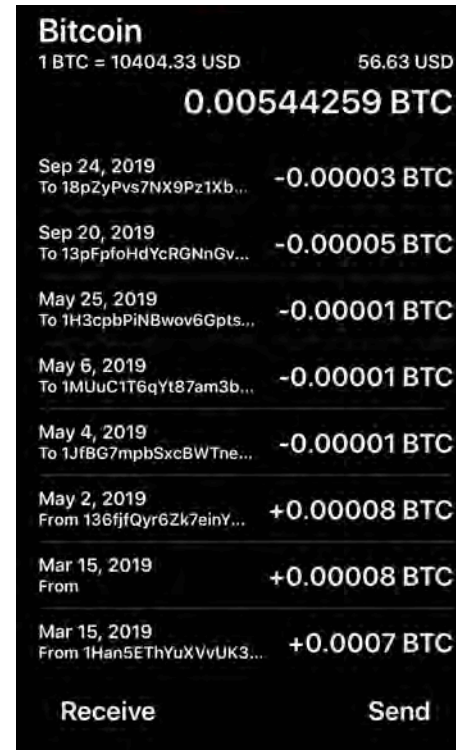 Bitcoin
1 BTC = 10404.33 USD 56.63 USD
0.00544259 BTC
Sep 24, 2019
To 18pZyPvs7NX9Pz1Xb... -0.00003 BTC
Sep 20, 2019
To 13pFpfoHdYcRGNnGv... -0.00005 BTC
May 25, 2019
To 1H3cpbPiNBwov6Gpts... -0.00001 BTC
May 6, 2019
To 1MUuC1T6qYt87am3b... -0.00001 BTC
May 4, 2019
To 1JfBG7mpbSxcBWTne... -0.00001 BTC
May 2, 2019
From 136fjfQyr6Zk7einY... +0.00008 BTC
Mar 15, 2019
From +0.00008 BTC
Mar 15, 2019
From 1Han5EThYuXVvUK3... +0.0007 BTC
Receive Send